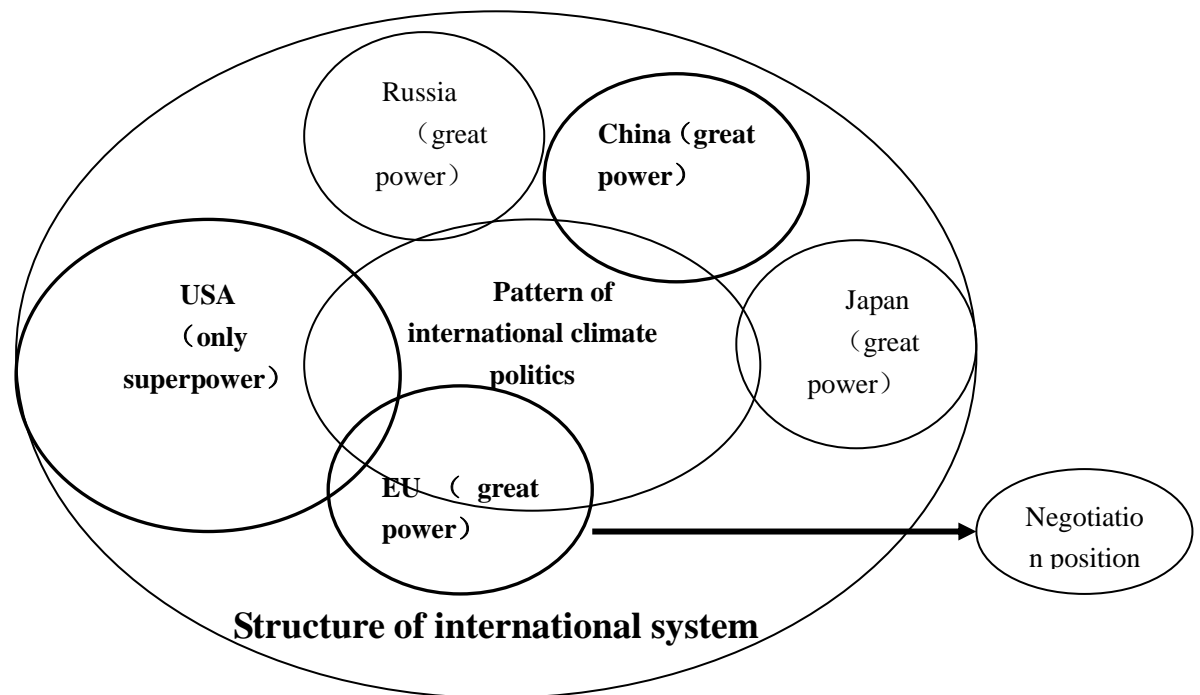 Russia
（great
power）
China（great
power）
USA
（only
superpower）
Pattern of
international climate
politics
Japan
（great
power）
EU （ great
power）
Negotiatio
n position
Structure of international system